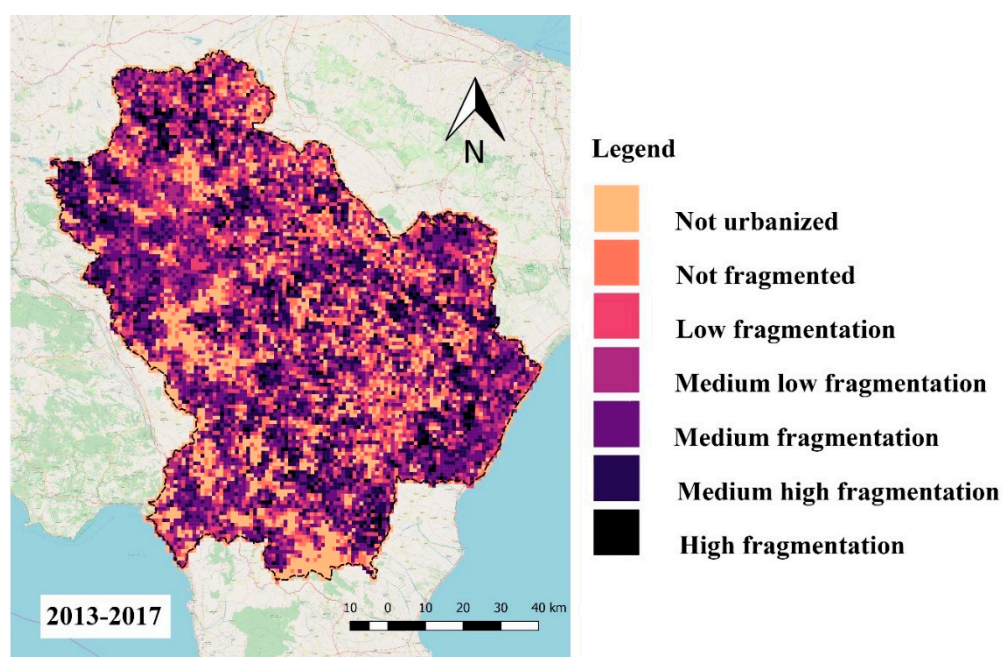 N
Legend
Not urbanized
Not fragmented
Low fragmentation
Medium low fragmentation
Medium fragmentation
Medium high fragmentation
High fragmentation
2013-2017
10 0 10 20 30 40 km